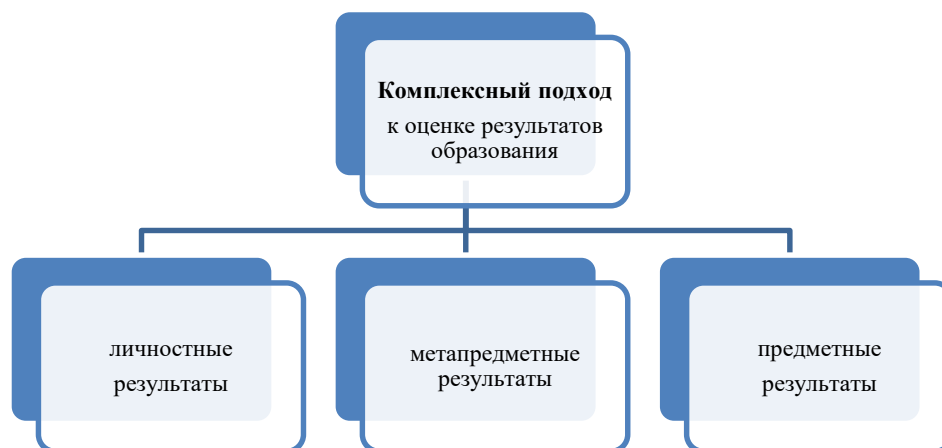 Комплексный подход
к оценке результатов
образования
личностные
результаты
метапредметные
результаты
предметные
результаты